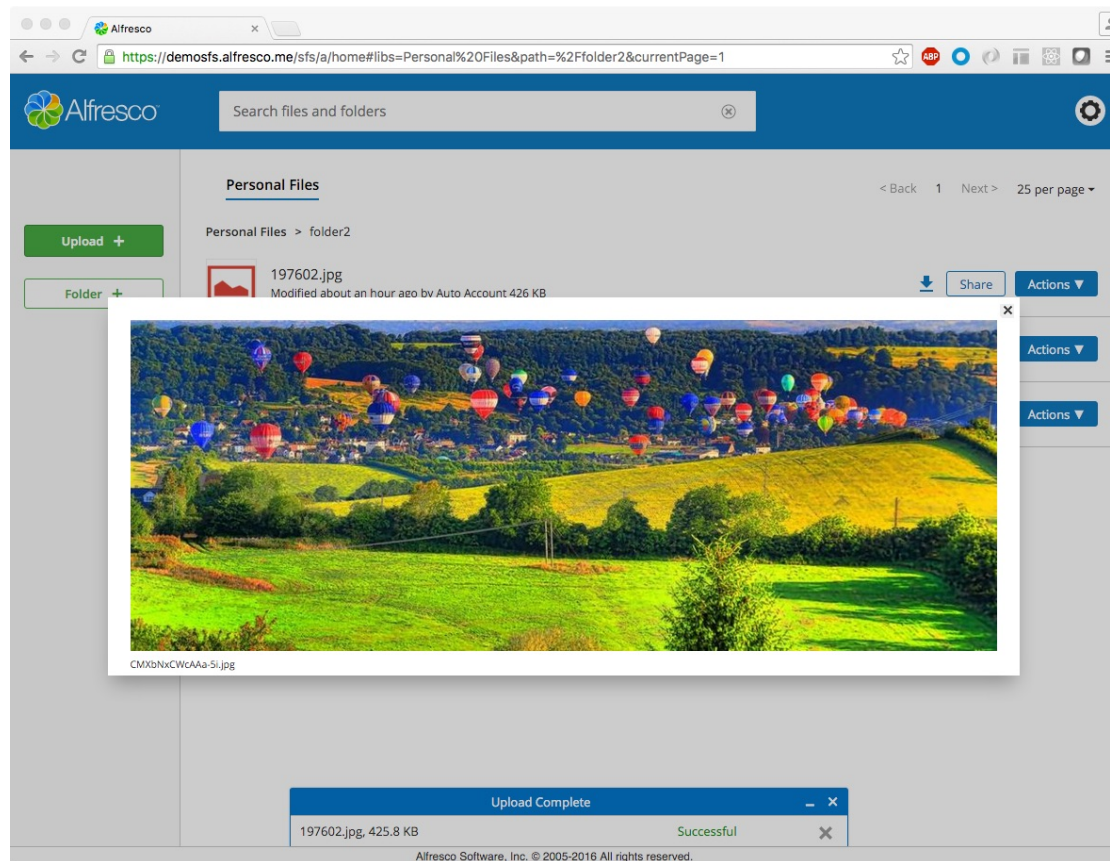 Alfresco
https://demosfs.alfresco.me/sfs/a/home#libs=Personal%20Files&path=%2Ffolder2&currentPage=1
ABP
Alfresco
Search files and folders
Personal Files
< Back 1 Next > 25 per page
Upload +
Personal Files > folder2
197602.jpg
Modified about an hour ago by Auto Account 426 KB
Share
Actions ▼
Folder +
Actions ▼
Actions ▼
CMXbNxCWcAAa-5i.jpg
Upload Complete
197602.jpg, 425.8 KB Successful
Alfresco Software, Inc. © 2005-2016 All rights reserved.